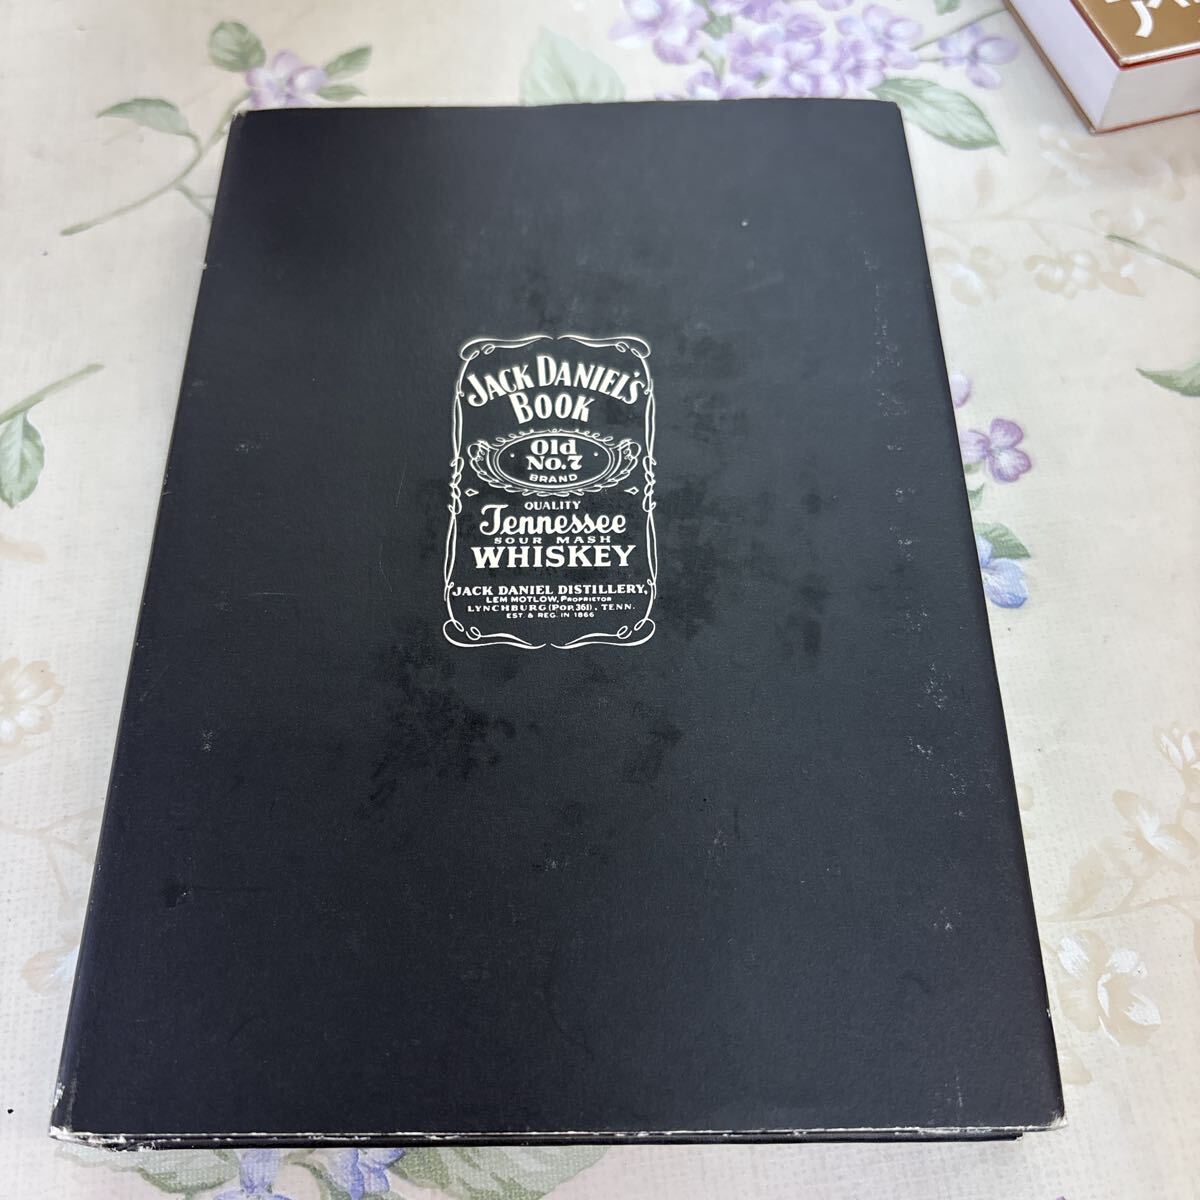 JACK DANIEL'S
BOOK
Old
No.7
BRAND
QUALITY
Tennessee
SOUR MASH
WHISKEY
JACK DANIEL DISTILLERY,
LEM MOTLOW, PROPRIETOR
LYNCHBURG (POP. 361), TENN.
EST. & REG. IN 1866